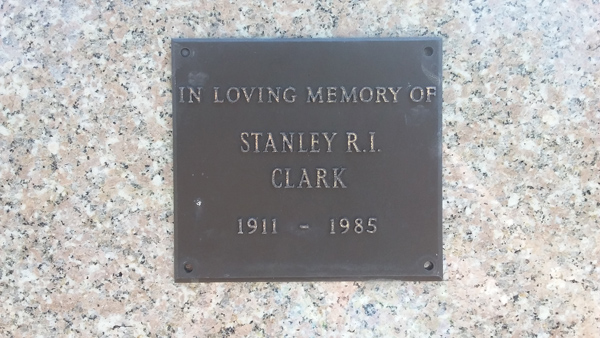 IN LOVING MEMORY OF
STANLEY R.I.
CLARK
1911 - 1985